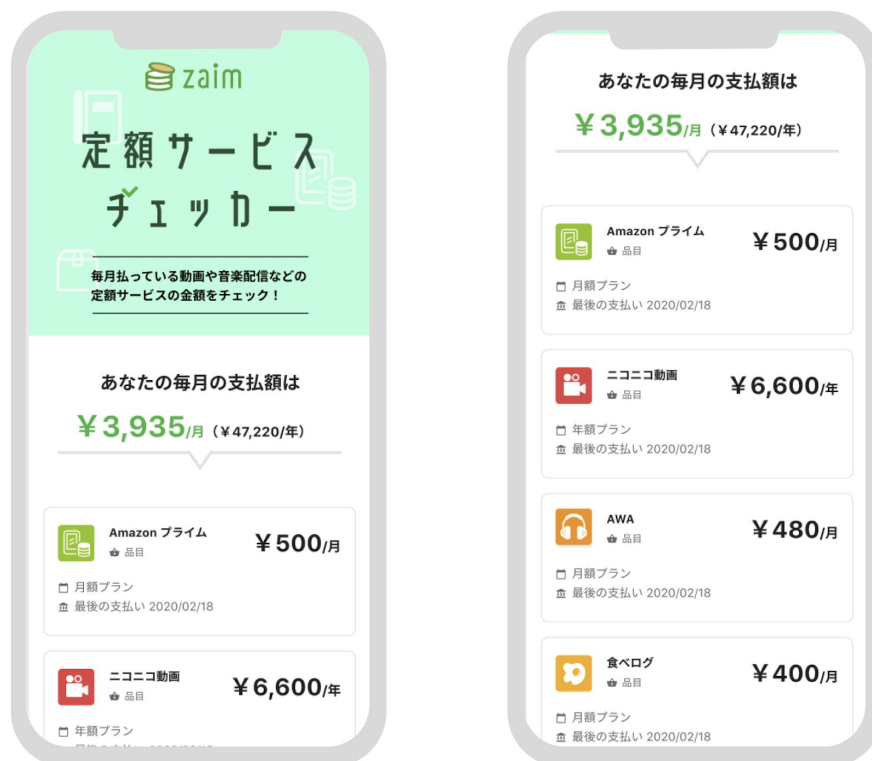 zaim
定額サービス
チェッカー
毎月払っている動画や音楽配信などの
定額サービスの金額をチェック！
あなたの毎月の支払額は
￥3,935/月（￥47,220/年）
Amazon プライム
品目
￥500/月
月額プラン
最後の支払い 2020/02/18
ニコニコ動画
品目
￥6,600/年
年額プラン
あなたの毎月の支払額は
￥3,935/月（￥47,220/年）
Amazon プライム
品目
￥500/月
月額プラン
最後の支払い 2020/02/18
ニコニコ動画
品目
￥6,600/年
年額プラン
最後の支払い 2020/02/18
AWA
品目
￥480/月
月額プラン
最後の支払い 2020/02/18
食べログ
品目
￥400/月
月額プラン
最後の支払い 2020/02/18